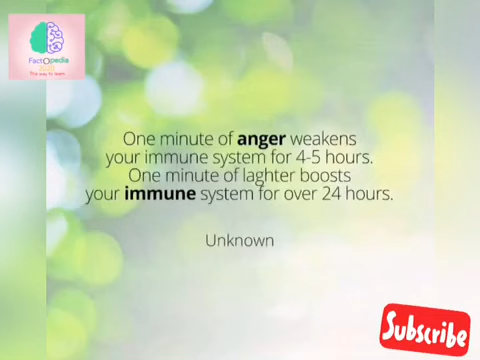 FactOpedia
The way to learn
One minute of anger weakens
your immune system for 4-5 hours.
One minute of laghter boosts
your immune system for over 24 hours.
Unknown
Subscribe